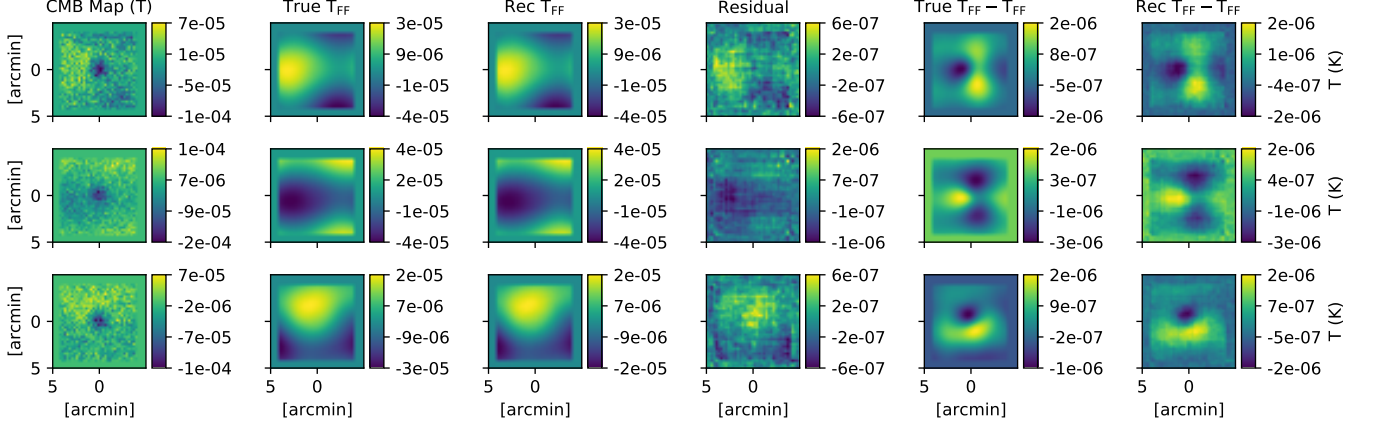 CMB Map (T) True T_FF Rec T_FF Residual True T_FF − T_FF Rec T_FF − T_FF
7e-05 3e-05 3e-05 6e-07 2e-06 2e-06
1e-05 9e-06 9e-06 2e-07 6e-07 1e-06
[arcmin] 0 T (K)
-5e-05 -1e-05 -1e-05 -2e-07 -5e-07 -4e-07
5 -1e-04 -4e-05 -4e-05 -6e-07 -2e-06 -2e-06
1e-04 4e-05 4e-05 2e-06 2e-06 2e-06
7e-06 2e-05 2e-05 7e-07 4e-07 4e-07
[arcmin] 0 T (K)
-9e-05 -1e-05 -1e-05 -1e-07 -1e-06 -1e-06
5 -2e-04 -4e-05 -4e-05 -1e-06 -3e-06 -3e-06
7e-05 2e-05 2e-05 6e-07 2e-06 2e-06
-2e-06 7e-06 7e-06 2e-07 9e-07 7e-07
[arcmin] 0 T (K)
-7e-05 -9e-06 -9e-06 -2e-07 -5e-07 -5e-07
5 -1e-04 -3e-05 -2e-05 -6e-07 -2e-06 -2e-06
5 0 5 0 5 0 5 0 5 0 5 0
[arcmin] [arcmin] [arcmin] [arcmin] [arcmin] [arcmin]